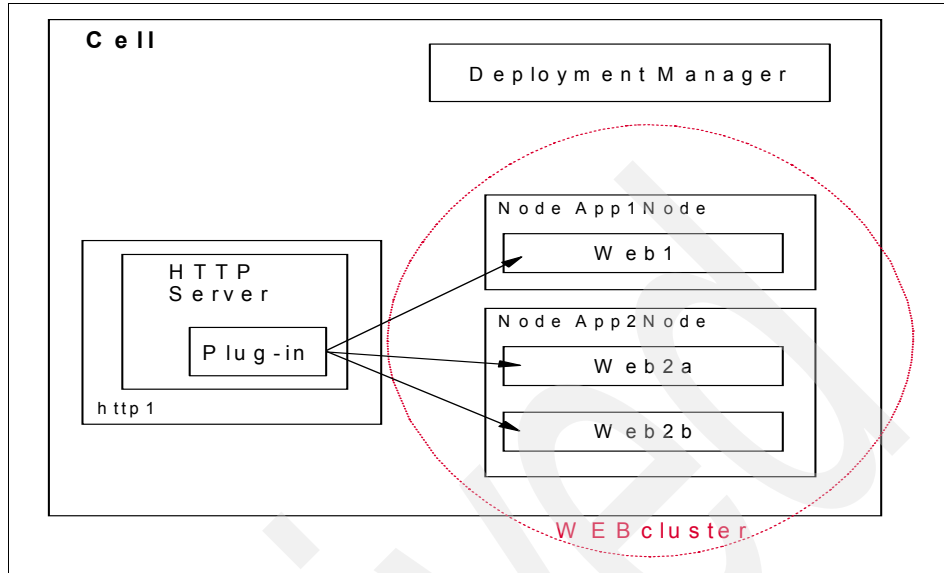 Cell
Deployment Manager
Node App1Node
Web1
HTTP
Server
Node App2Node
Plug-in
Web2a
http1
Web2b
WEBcluster